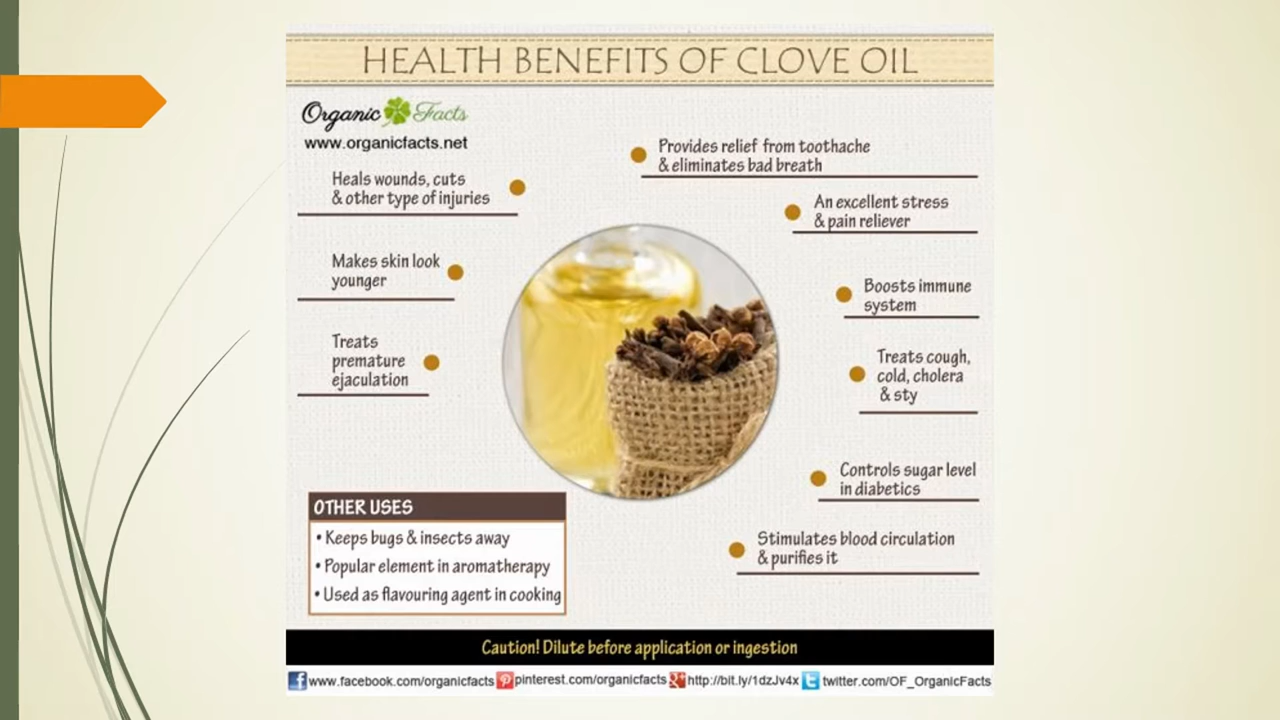 HEALTH BENEFITS OF CLOVE OIL
Organic Facts
www.organicfacts.net
Heals wounds, cuts
& other type of injuries
Makes skin look
younger
Treats
premature
ejaculation
Provides relief from toothache
& eliminates bad breath
An excellent stress
& pain reliever
Boosts immune
system
Treats cough,
cold, cholera
& sty
Controls sugar level
in diabetics
Stimulates blood circulation
& purifies it
OTHER USES
• Keeps bugs & insects away
• Popular element in aromatherapy
• Used as flavouring agent in cooking
Caution! Dilute before application or ingestion
www.facebook.com/organicfacts pinterest.com/organicfacts http://bit.ly/1dzJv4x twitter.com/OF_OrganicFacts